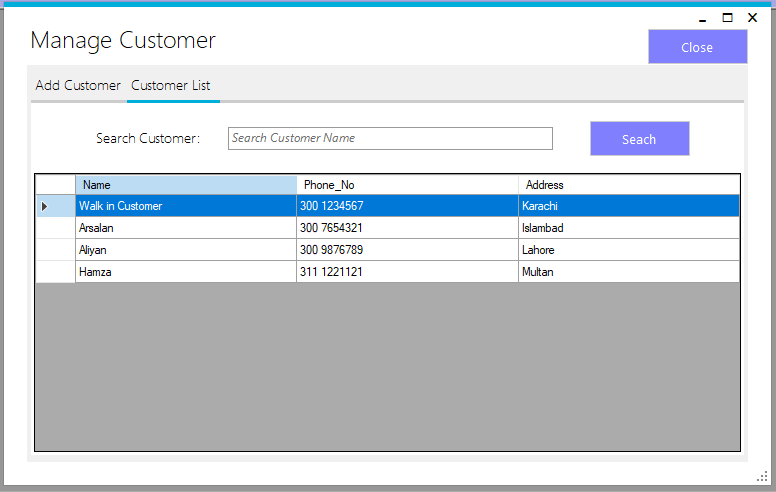 Manage Customer
Close
Add Customer Customer List
Search Customer: Search Customer Name Seach
Name Phone_No Address
Walk in Customer 300 1234567 Karachi
Arsalan 300 7654321 Islambad
Aliyan 300 9876789 Lahore
Hamza 311 1221121 Multan